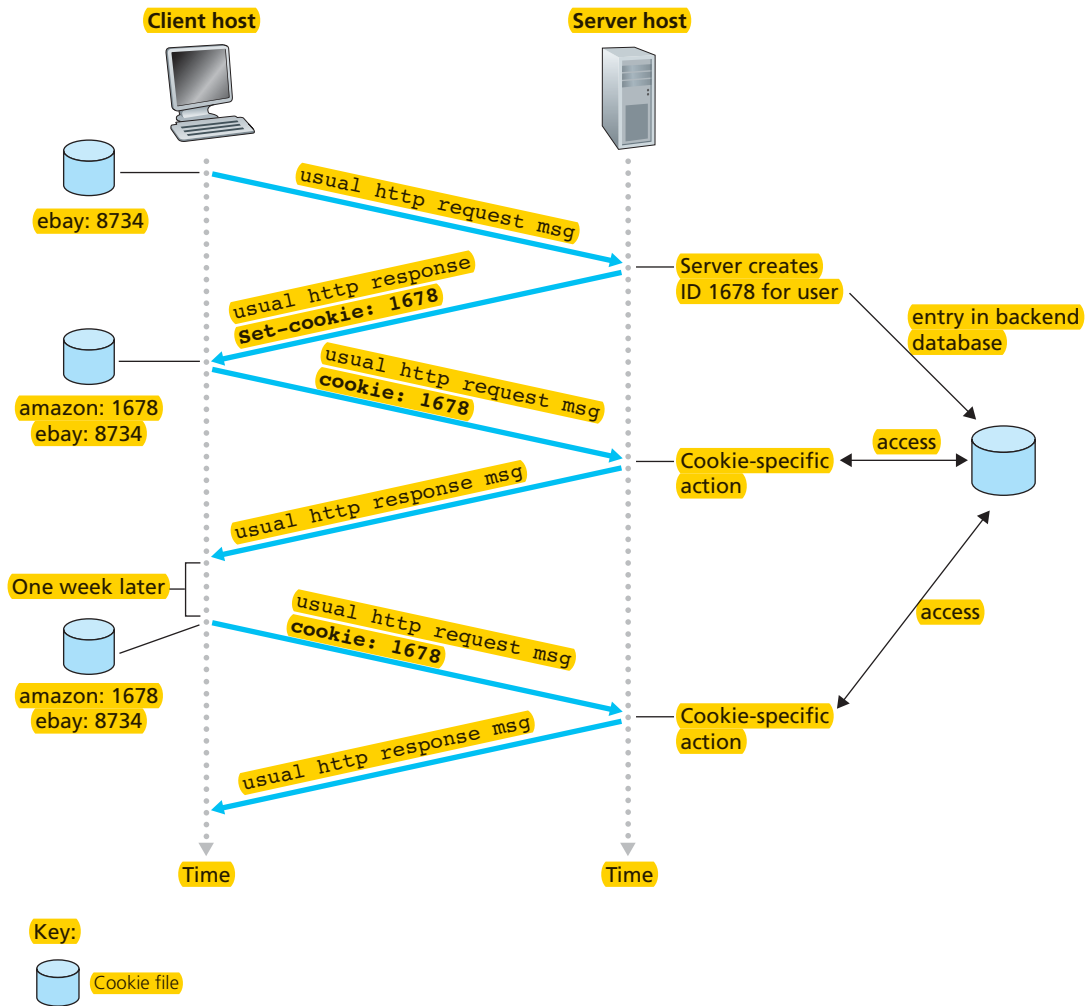 Client host
Server host
ebay: 8734
usual http request msg
Server creates
ID 1678 for user
usual http response
Set-cookie: 1678
entry in backend
database
amazon: 1678
ebay: 8734
usual http request msg
cookie: 1678
access
Cookie-specific
action
usual http response msg
One week later
usual http request msg
cookie: 1678
access
amazon: 1678
ebay: 8734
Cookie-specific
action
usual http response msg
Time
Time
Key:
Cookie file